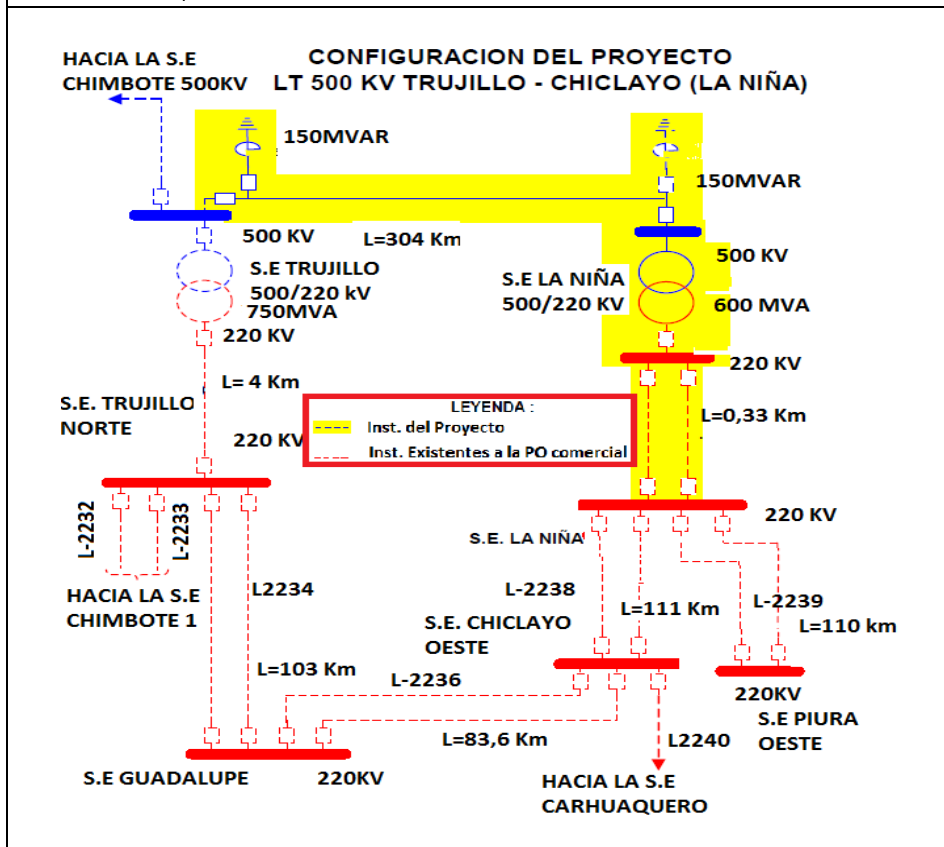 CONFIGURACION DEL PROYECTO
LT 500 KV TRUJILLO - CHICLAYO (LA NIÑA)
HACIA LA S.E
CHIMBOTE 500KV
150MVAR
150MVAR
500 KV
L=304 Km
500 KV
S.E TRUJILLO
500/220 kV
750MVA
S.E LA NIÑA
500/220 KV
600 MVA
220 KV
220 KV
L= 4 Km
S.E. TRUJILLO
NORTE
LEYENDA :
Inst. del Proyecto
Inst. Existentes a la PO comercial
L=0,33 Km
220 KV
220 KV
L-2232
L-2233
S.E. LA NIÑA
HACIA LA S.E
CHIMBOTE 1
L2234
L-2238
L=111 Km
L-2239
L=110 km
S.E. CHICLAYO
OESTE
L=103 Km
L-2236
220KV
S.E PIURA
OESTE
L=83,6 Km
L2240
S.E GUADALUPE
220KV
HACIA LA S.E
CARHUAQUERO